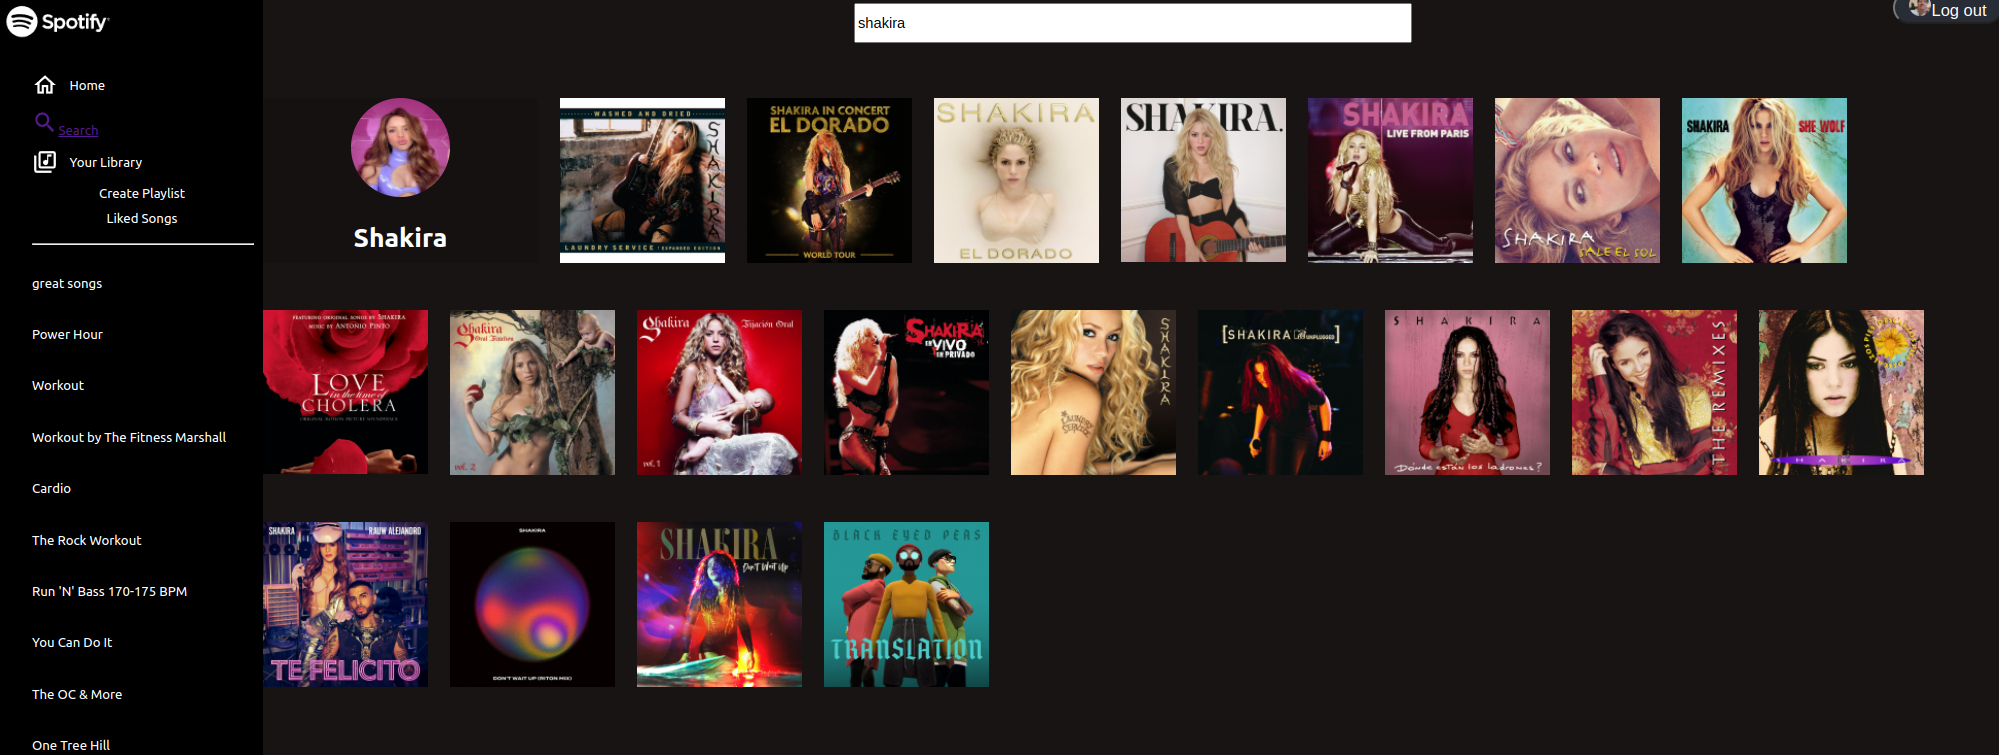 Spotify
shakira
Log out
Home
Search
Your Library
Create Playlist
Liked Songs
great songs
Power Hour
Workout
Workout by The Fitness Marshall
Cardio
The Rock Workout
Run 'N' Bass 170-175 BPM
You Can Do It
The OC & More
One Tree Hill
Shakira
WASHED AND DRIED
SHAKIRA
LAUNDRY SERVICE | EXPANDED EDITION
SHAKIRA IN CONCERT
EL DORADO
WORLD TOUR
SHAKIRA
EL DORADO
SHAKIRA.
SHAKIRA
LIVE FROM PARIS
SHAKIRA
SALE EL SOL
SHAKIRA
SHE WOLF
FEATURING ORIGINAL SONGS BY SHAKIRA
MUSIC BY ANTONIO PINTO
LOVE
in the time of
CHOLERA
ORIGINAL MOTION PICTURE SOUNDTRACK
Shakira
Oral Fixation
vol. 2
Shakira
Fijación Oral
vol. 1
SHAKIRA
EN VIVO
EN PRIVADO
SHAKIRA
LAUNDRY
SERVICE
[SHAKIRA UNPLUGGED]
SHAKIRA
Dónde están los ladrones?
THE REMIXES
SHAKIRA
SHAKIRA
RAUW ALEJANDRO
TE FELICITO
SHAKIRA
DON'T WAIT UP (RITON MIX)
SHAKIRA
Don't Wait Up
BLACK EYED PEAS
TRANSLATION